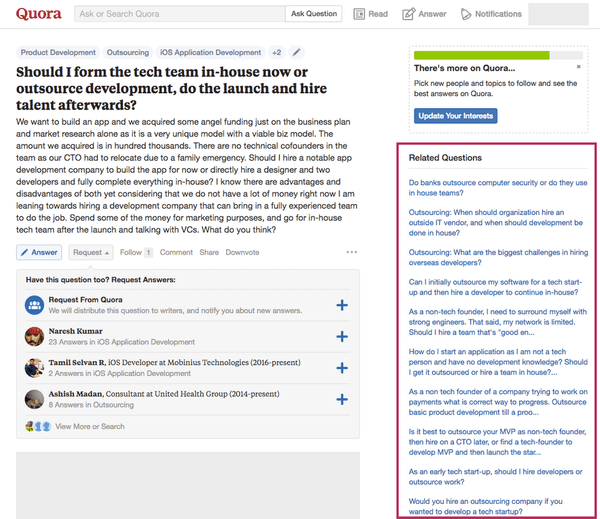 Quora
Ask or Search Quora
Ask Question
Read
Answer
Notifications
Product Development
Outsourcing
iOS Application Development
+2
Should I form the tech team in-house now or
outsource development, do the launch and hire
talent afterwards?
We want to build an app and we acquired some angel funding just on the business plan
and market research alone as it is a very unique model with a viable biz model. The
amount we acquired is in hundred thousands. There are no technical cofounders in the
team as our CTO had to relocate due to a family emergency. Should I hire a notable app
development company to build the app for now or directly hire a designer and two
developers and fully complete everything in-house? I know there are advantages and
disadvantages of both yet considering that we do not have a lot of money right now I am
leaning towards hiring a development company that can bring in a fully experienced team
to do the job. Spend some of the money for marketing purposes, and go for in-house
tech team after the launch and talking with VCs. What do you think?
Answer
Request
Follow 1
Comment
Share
Downvote
Have this question too? Request Answers:
Request From Quora
We will distribute this question to writers, and notify you about new answers.
Naresh Kumar
23 Answers in iOS Application Development
Tamil Selvan R, iOS Developer at Mobinius Technologies (2016-present)
2 Answers in iOS Application Development
Ashish Madan, Consultant at United Health Group (2014-present)
8 Answers in Outsourcing
View More or Search
There's more on Quora...
Pick new people and topics to follow and see the
best answers on Quora.
Update Your Interests
Related Questions
Do banks outsource computer security or do they use
in house teams?
Outsourcing: When should organization hire an
outside IT vendor, and when should development be
done in house?
Outsourcing: What are the biggest challenges in hiring
overseas developers?
Can I initially outsource my software for a tech start-
up and then hire a developer to continue in-house?
As a non-founder, I need to surround myself with
strong engineers. That said, my network is limited.
Should I hire a team that's "good en...
How do I start an application as I am not a tech
person and have no development knowledge? Should
I get it outsourced or hire a team in house?...
As a non tech founder of a company trying to work on
payments what is correct way to progress. Outsource
basic product development till a proo...
Is it best to outsource your MVP as non-tech founder,
then hire on a CTO later, or find a tech-founder to
develop MVP and then launch the star...
As an early tech start-up, should I hire developers or
outsource work?
Would you hire an outsourcing company if you
wanted to develop a tech startup?